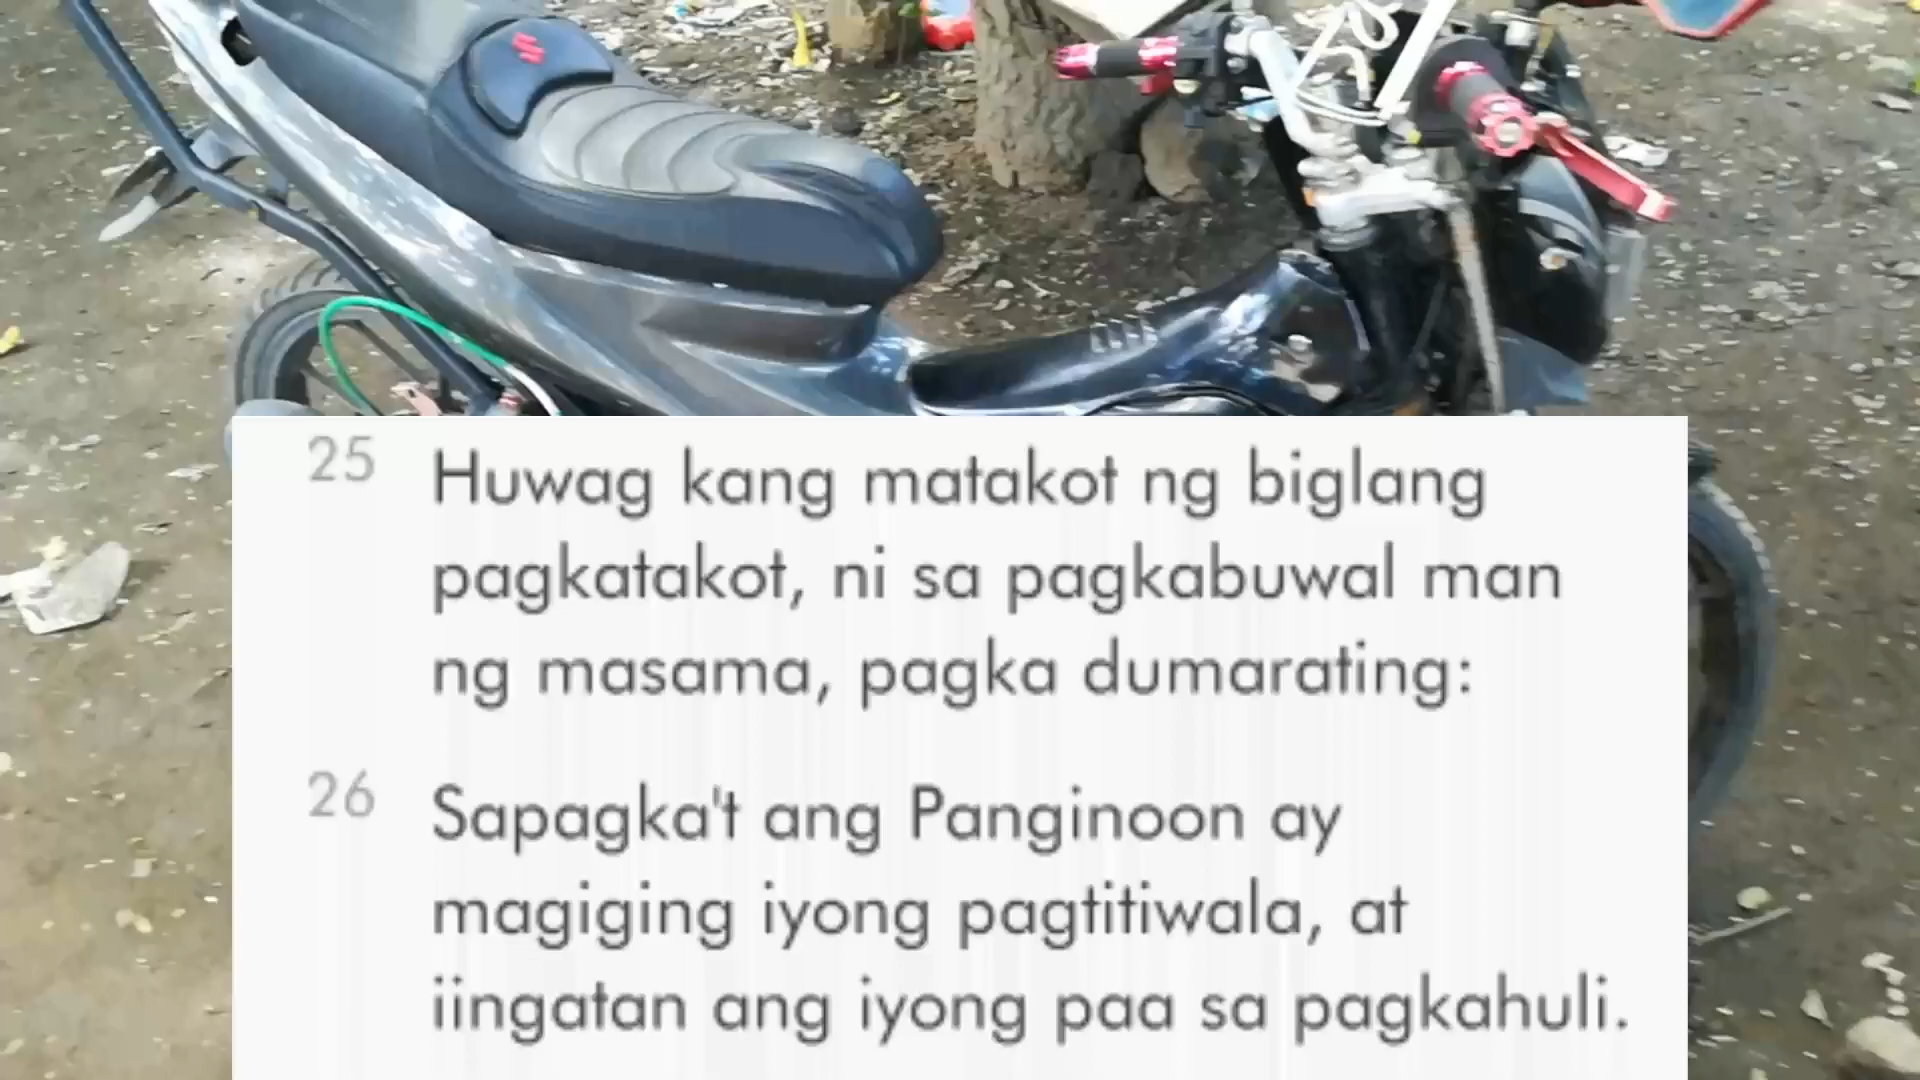 25 Huwag kang matakot ng biglang
pagkatakot, ni sa pagkabuwal man
ng masama, pagka dumarating:
26 Sapagka't ang Panginoon ay
magiging iyong pagtitiwala, at
iingatan ang iyong paa sa pagkahuli.